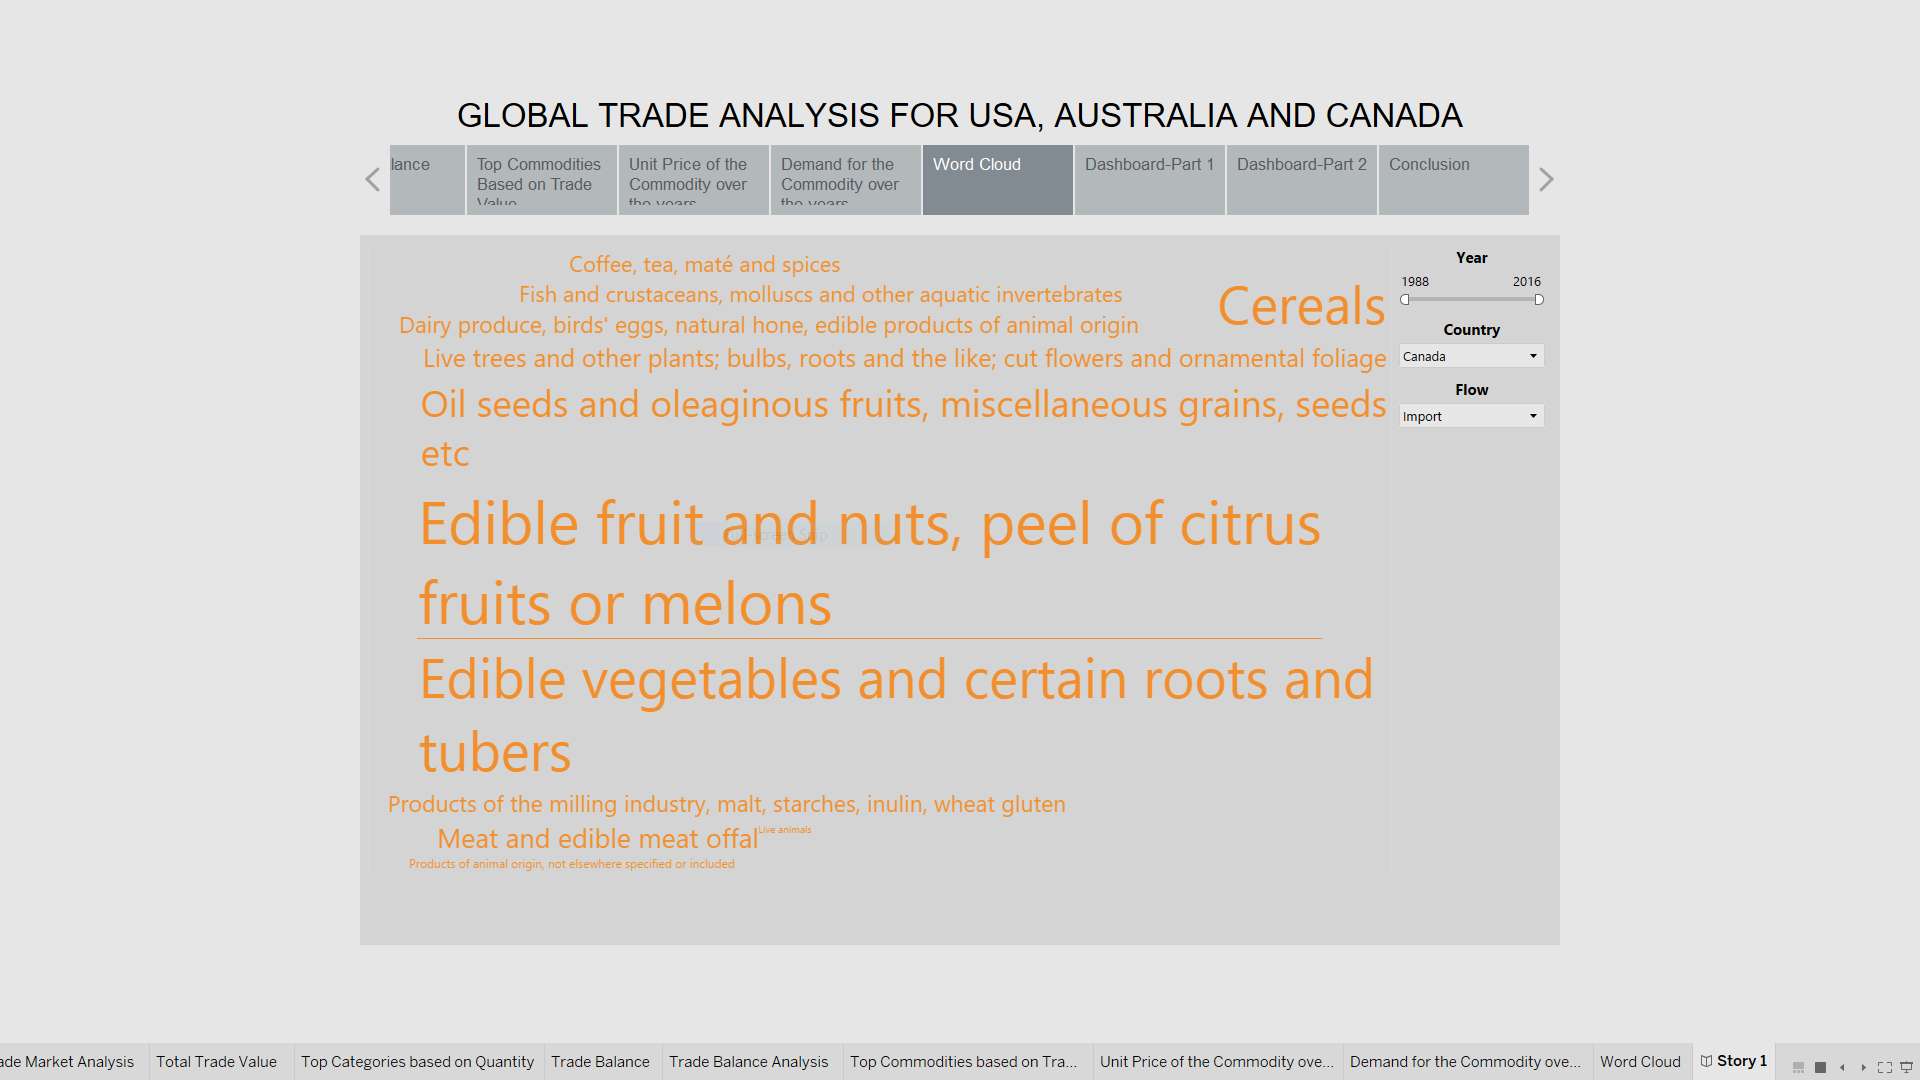 GLOBAL TRADE ANALYSIS FOR USA, AUSTRALIA AND CANADA
lance
Top Commodities
Based on Trade
Value
Unit Price of the
Commodity over
the years
Demand for the
Commodity over
the years
Word Cloud
Dashboard-Part 1
Dashboard-Part 2
Conclusion
Coffee, tea, maté and spices
Fish and crustaceans, molluscs and other aquatic invertebrates
Cereals
Dairy produce, birds' eggs, natural hone, edible products of animal origin
Live trees and other plants; bulbs, roots and the like; cut flowers and ornamental foliage
Oil seeds and oleaginous fruits, miscellaneous grains, seeds
etc
Edible fruit and nuts, peel of citrus
fruits or melons
Edible vegetables and certain roots and
tubers
Products of the milling industry, malt, starches, inulin, wheat gluten
Meat and edible meat offal
Live animals
Products of animal origin, not elsewhere specified or included
Year
1988 2016
Country
Canada
Flow
Import
ade Market Analysis
Total Trade Value
Top Categories based on Quantity
Trade Balance
Trade Balance Analysis
Top Commodities based on Tra...
Unit Price of the Commodity ove...
Demand for the Commodity ove...
Word Cloud
Story 1